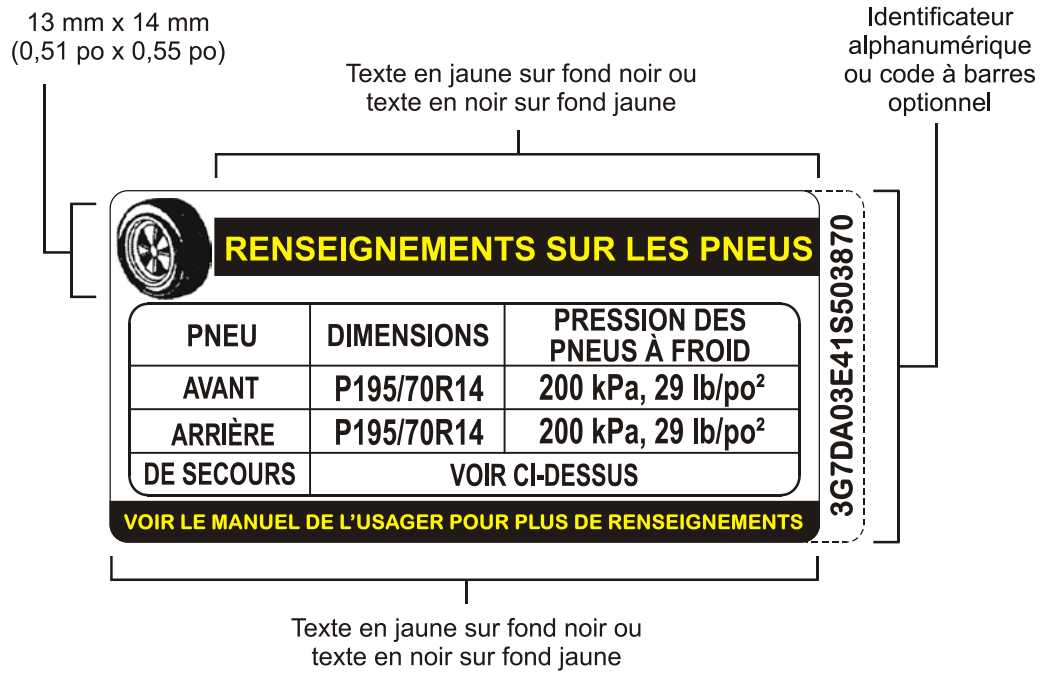 13 mm x 14 mm
(0,51 po x 0,55 po)
Texte en jaune sur fond noir ou
texte en noir sur fond jaune
Identificateur
alphanumérique
ou code à barres
optionnel
RENSEIGNEMENTS SUR LES PNEUS
PNEU DIMENSIONS PRESSION DES
PNEUS À FROID
AVANT P195/70R14 200 kPa, 29 lb/po²
ARRIÈRE P195/70R14 200 kPa, 29 lb/po²
DE SECOURS VOIR CI-DESSUS
VOIR LE MANUEL DE L'USAGER POUR PLUS DE RENSEIGNEMENTS
3G7DA03E41S503870
Texte en jaune sur fond noir ou
texte en noir sur fond jaune